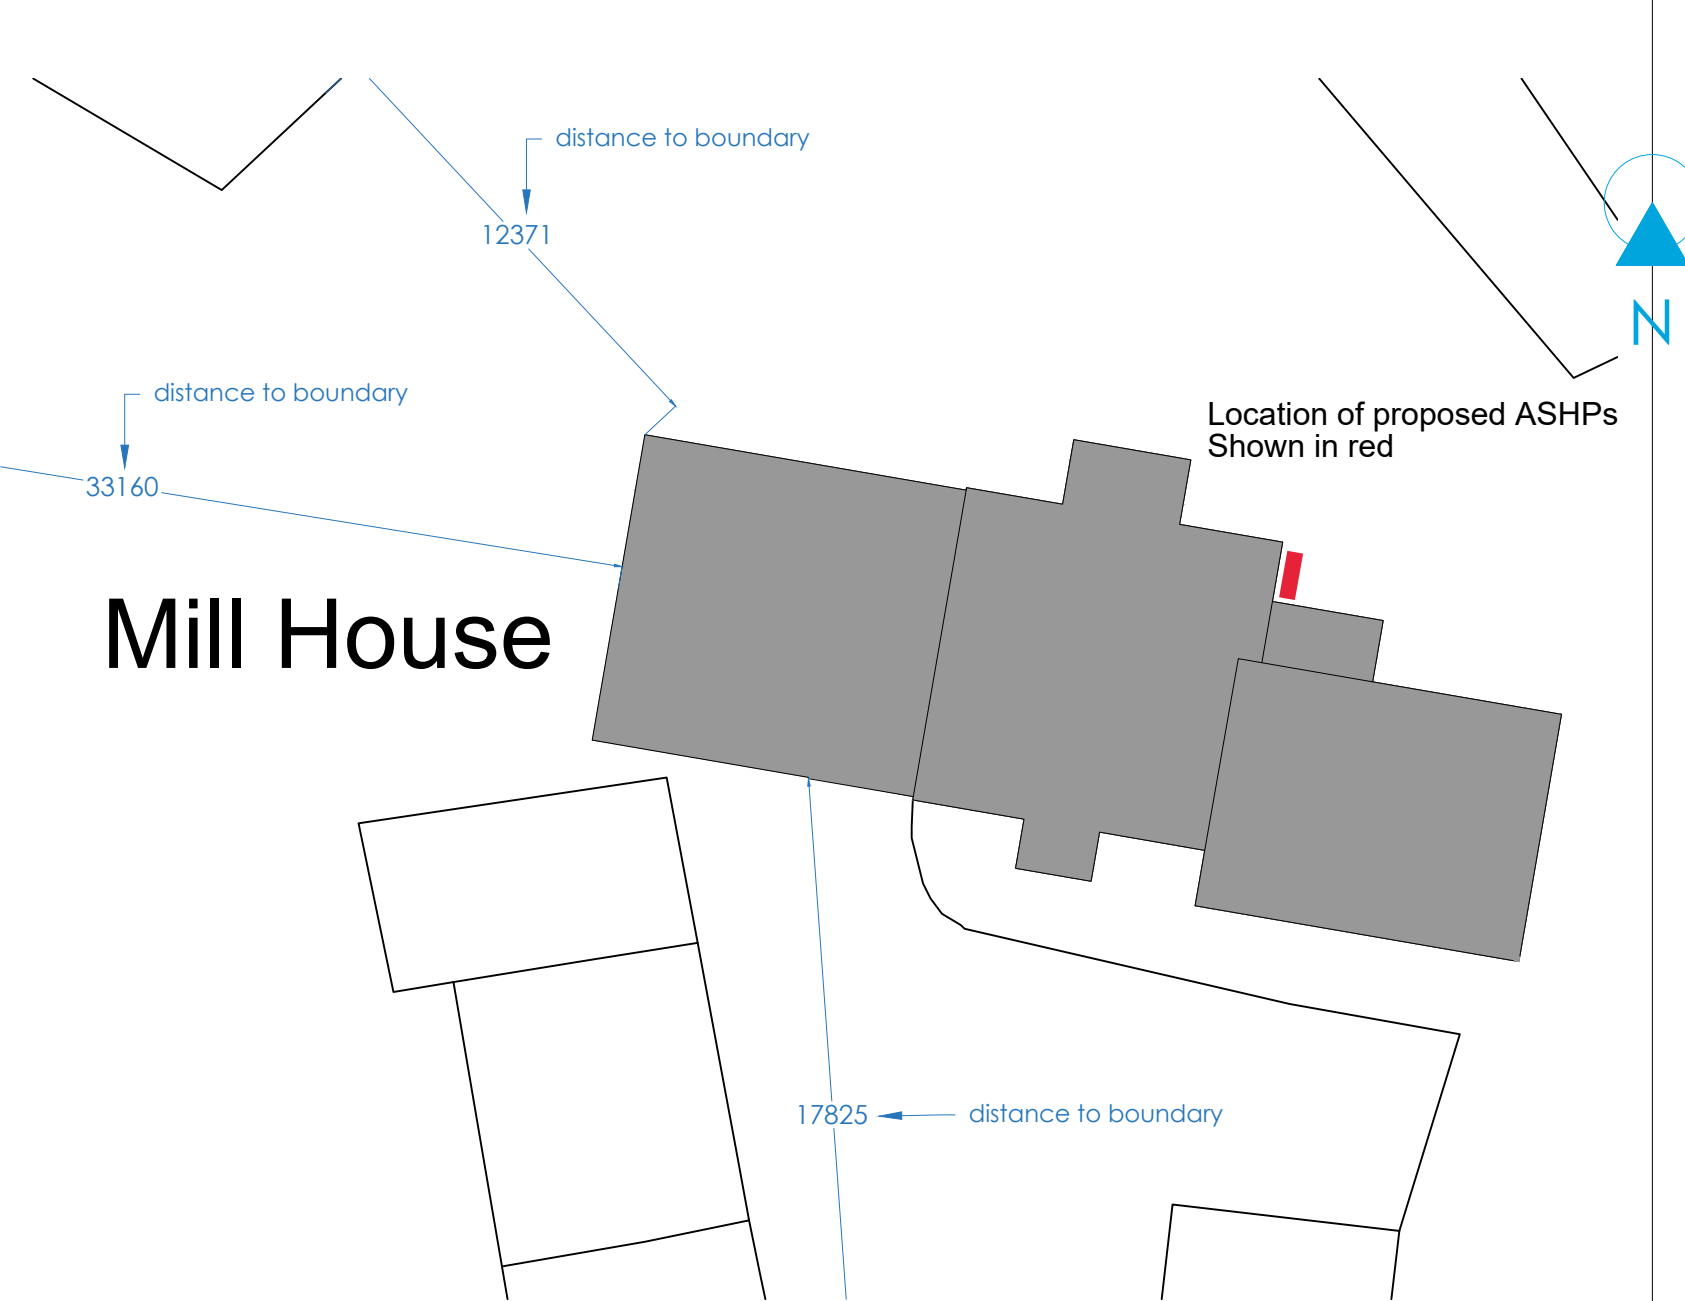 distance to boundary
12371
distance to boundary
33160
Location of proposed ASHPs
Shown in red
N
Mill House
17825
distance to boundary